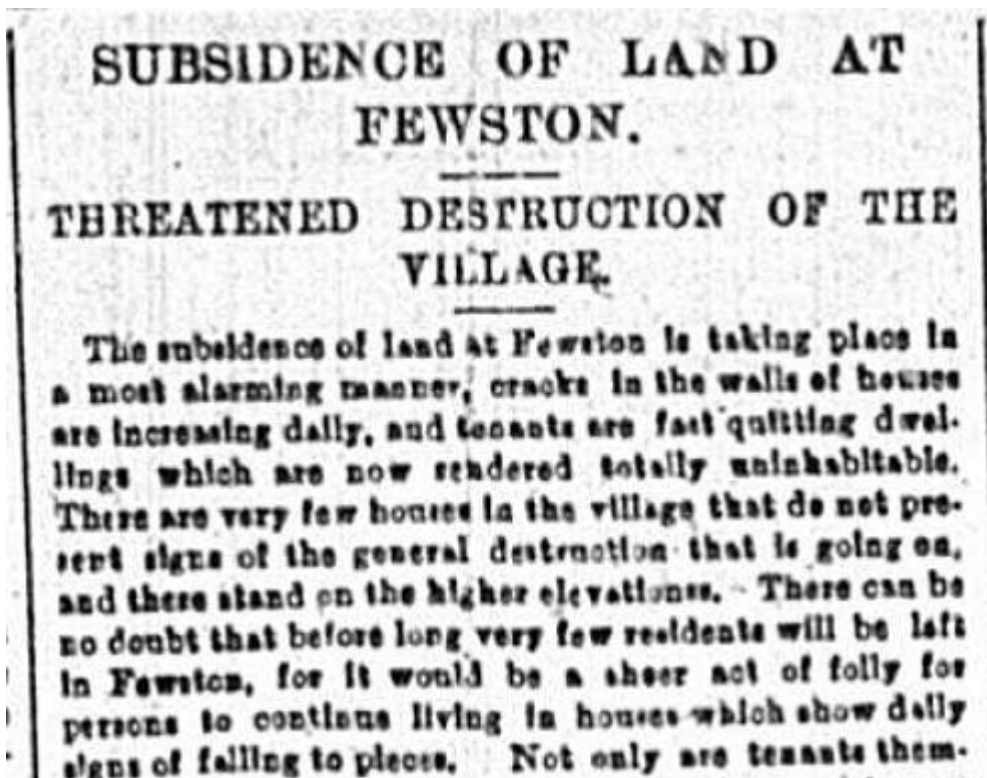 SUBSIDENCE OF LAND AT
FEWSTON.
THREATENED DESTRUCTION OF THE
VILLAGE.
The subsidence of land at Fewston is taking place in
a most alarming manner, cracks in the walls of houses
are increasing daily, and tenants are fast quitting dwel-
lings which are now rendered totally uninhabitable.
There are very few houses in the village that do not pre-
sent signs of the general destruction that is going on,
and these stand on the higher elevations. There can be
no doubt that before long very few residents will be left
in Fewston, for it would be a sheer act of folly for
persons to continue living in houses which show daily
signs of falling to pieces. Not only are tenants them-